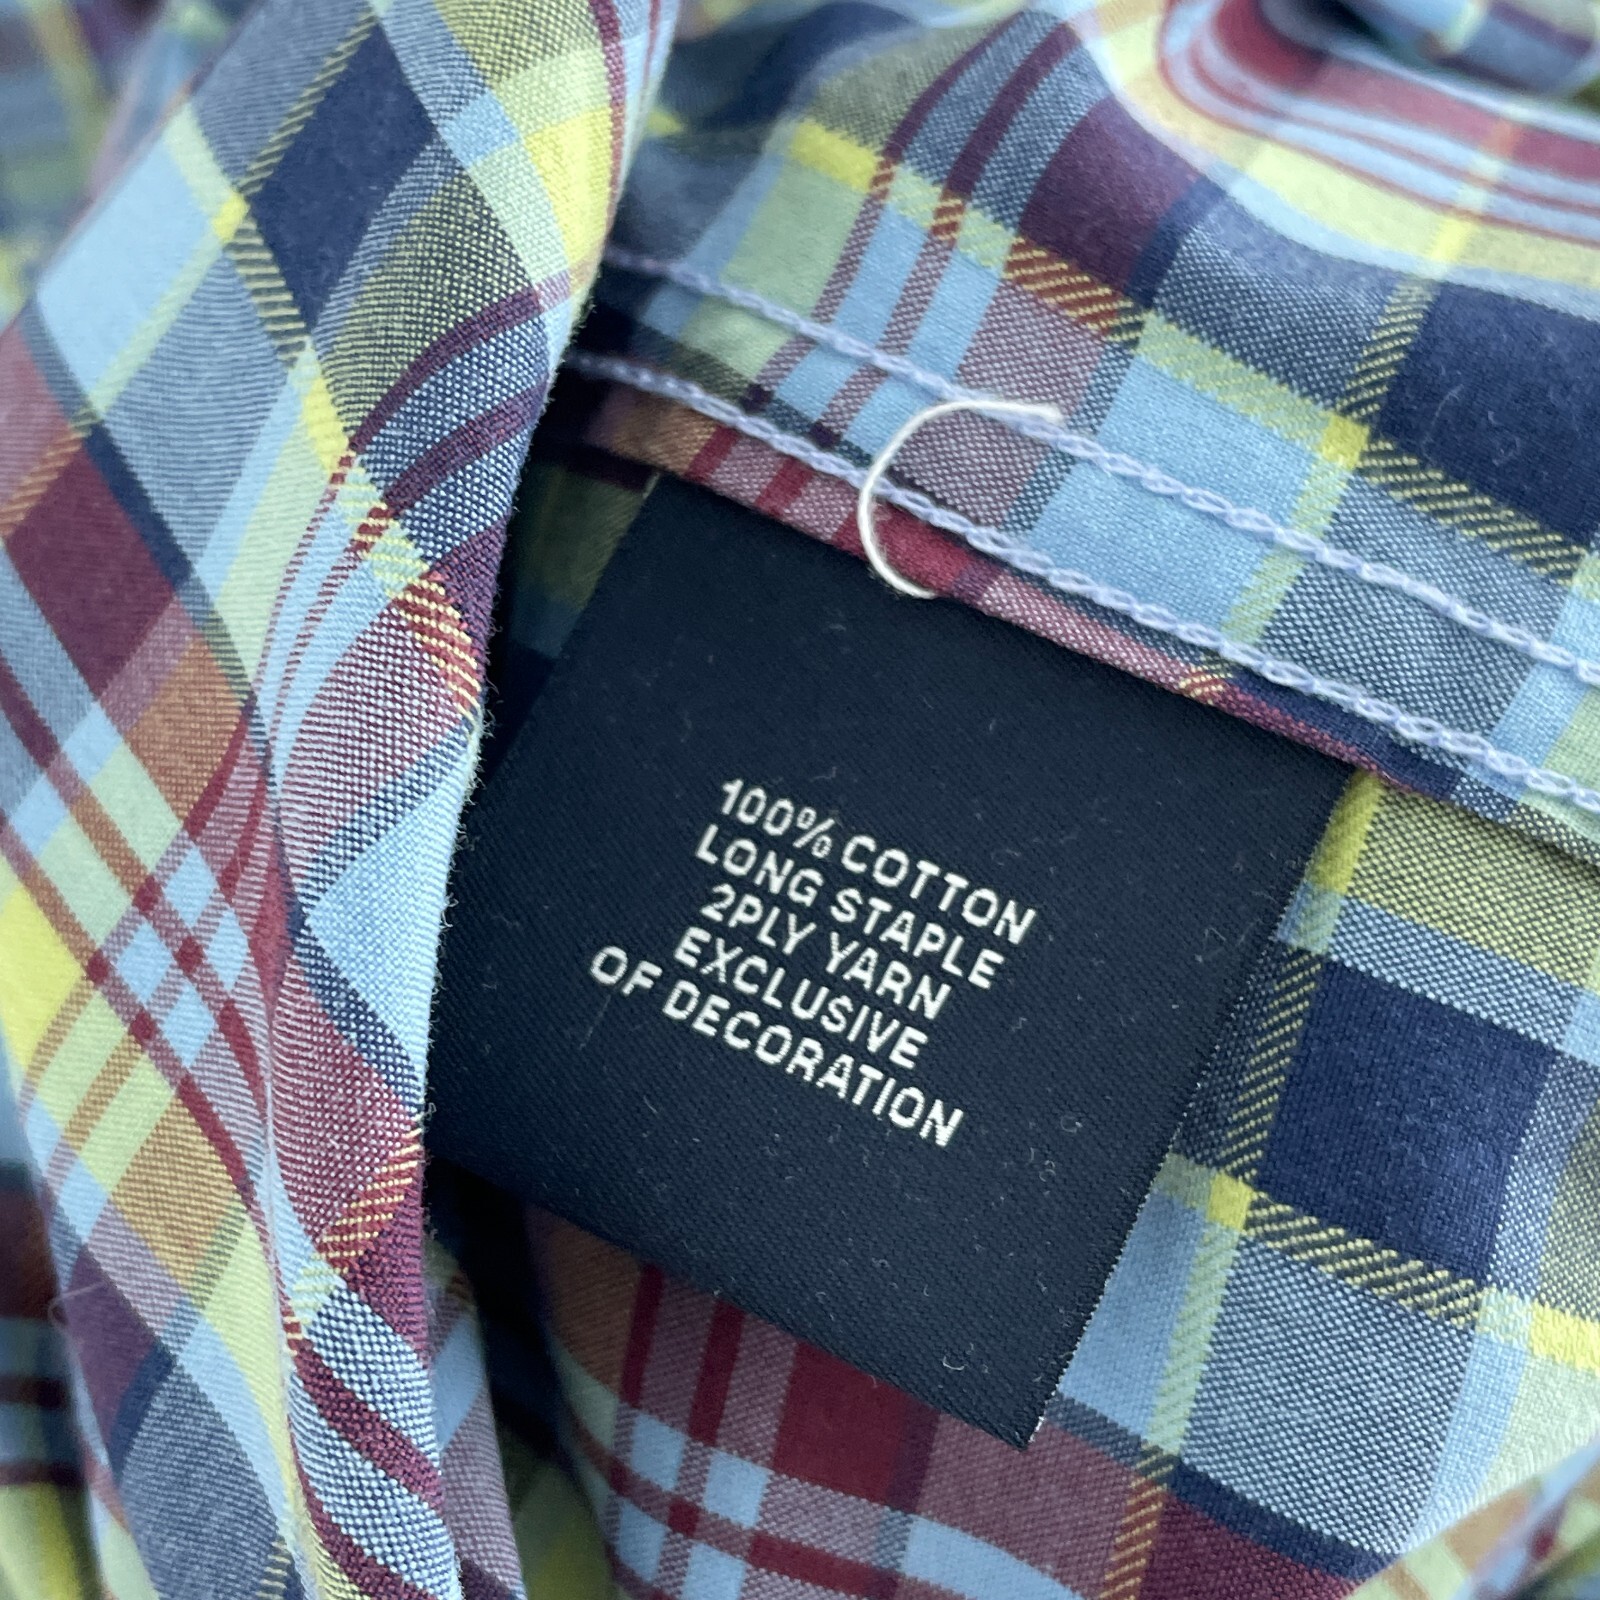 100% COTTON
LONG STAPLE
2PLY YARN
EXCLUSIVE
OF DECORATION